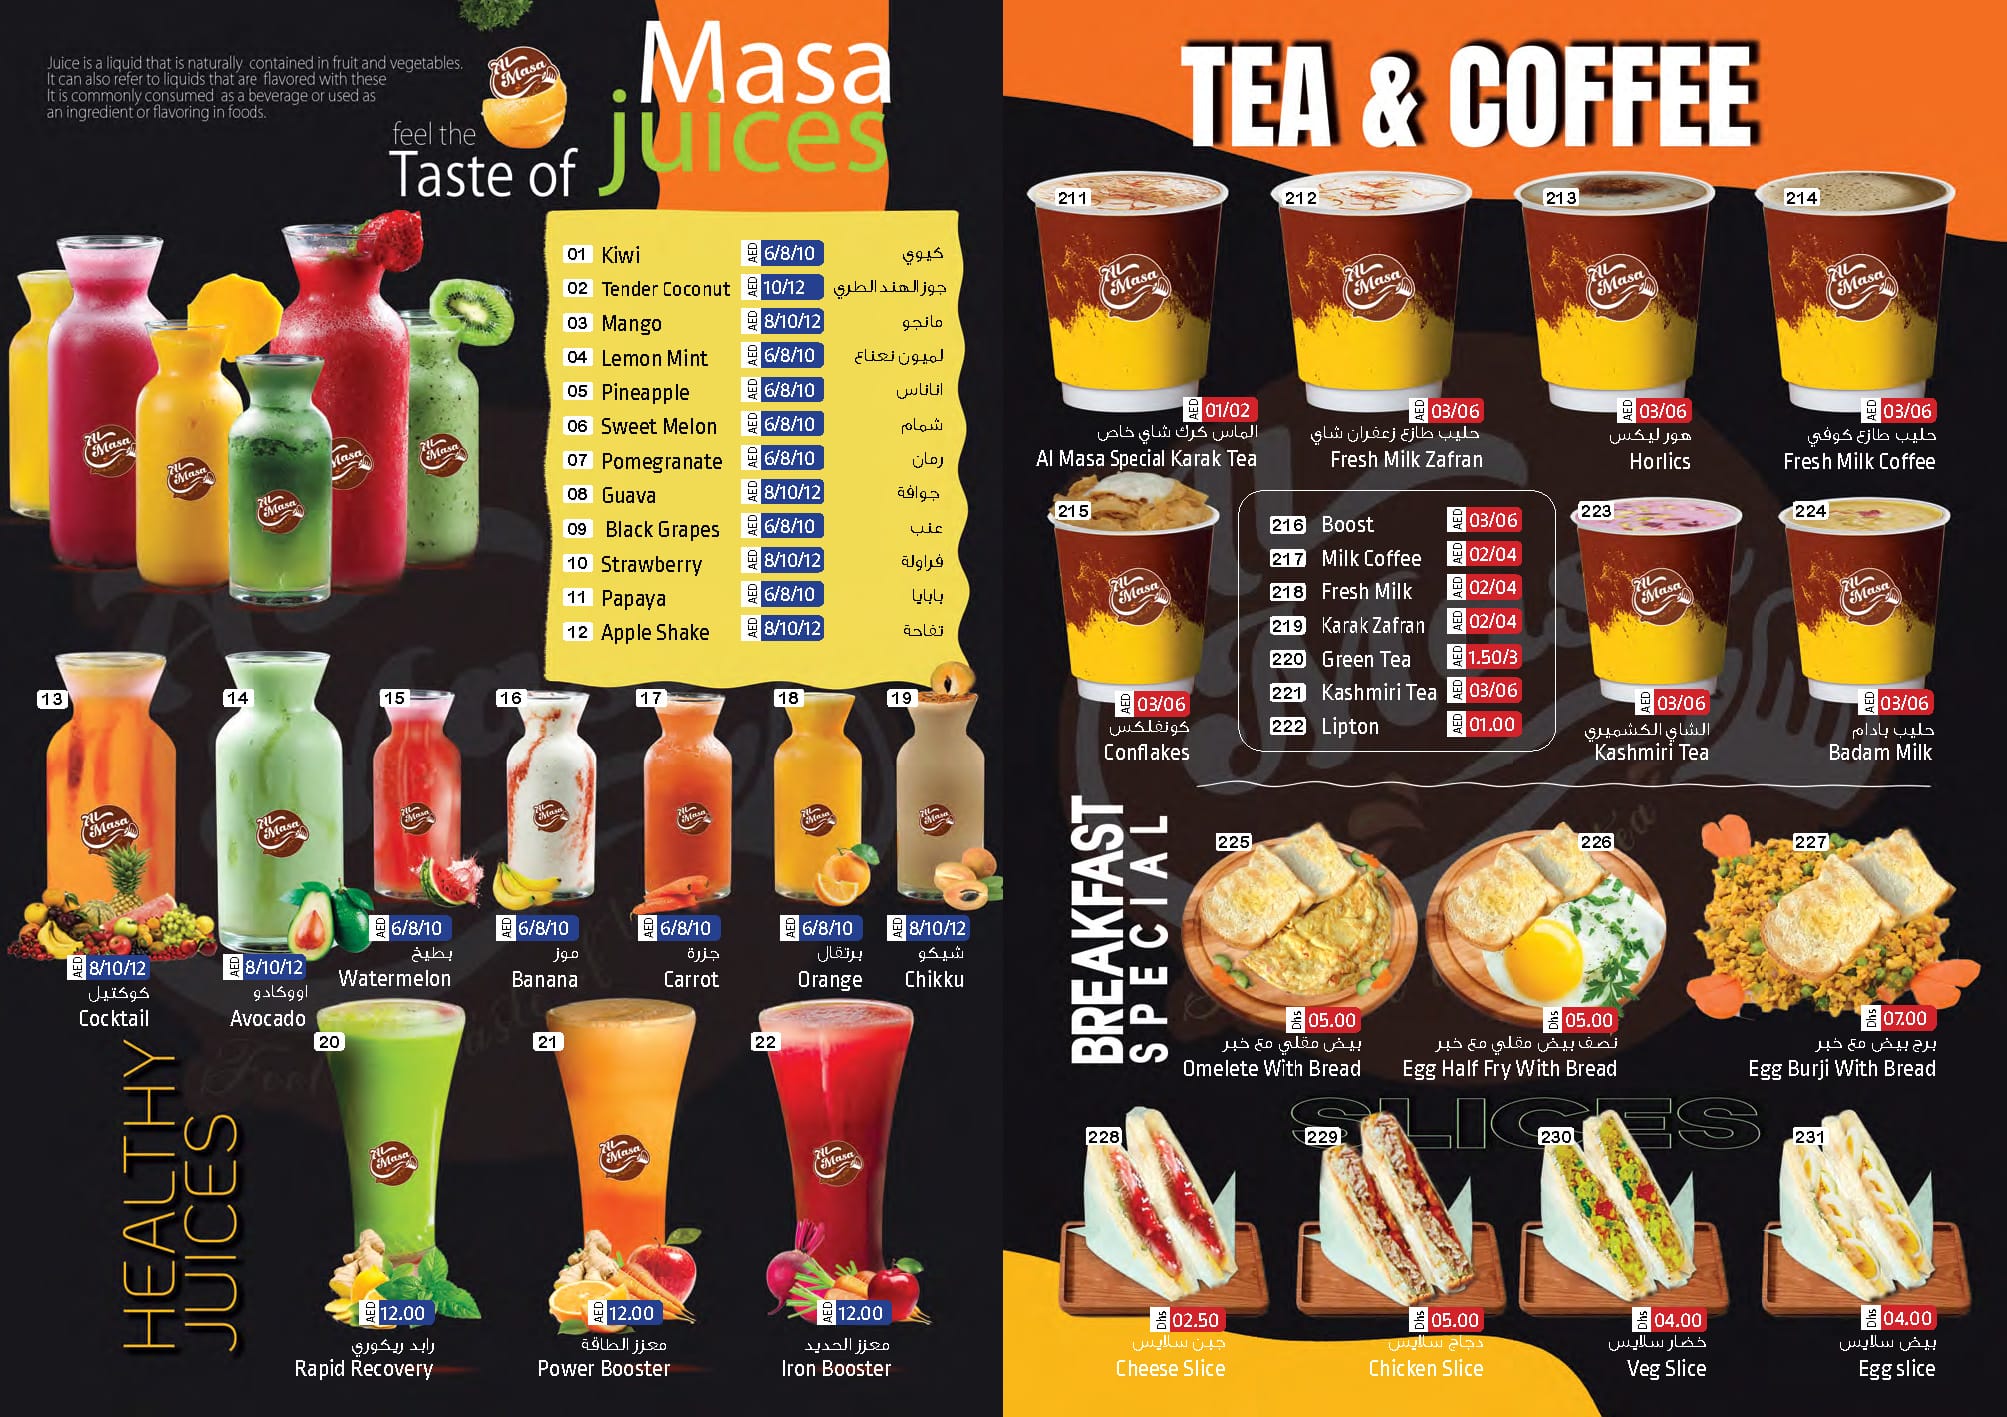 Juice is a liquid that is naturally contained in fruit and vegetables.
It can also refer to liquids that are flavored with these
It is commonly consumed as a beverage or used as
an ingredient or flavoring in foods.
Al Masa
feel the
Taste of
Masa
juices
01 Kiwi AED 6/8/10 كيوي
02 Tender Coconut AED 10/12 جوز الهند الطري
03 Mango AED 8/10/12 مانجو
04 Lemon Mint AED 6/8/10 لميون نعناع
05 Pineapple AED 6/8/10 اناناس
06 Sweet Melon AED 6/8/10 شمام
07 Pomegranate AED 6/8/10 رمان
08 Guava AED 8/10/12 جوافة
09 Black Grapes AED 6/8/10 عنب
10 Strawberry AED 8/10/12 فراولة
11 Papaya AED 6/8/10 بابايا
12 Apple Shake AED 8/10/12 تفاحة
13
AED 8/10/12
كوكتيل
Cocktail
14
AED 8/10/12
اووكادو
Avocado
15
AED 6/8/10
بطيخ
Watermelon
16
AED 6/8/10
موز
Banana
17
AED 6/8/10
جزرة
Carrot
18
AED 6/8/10
برتقال
Orange
19
AED 8/10/12
شيكو
Chikku
HEALTHY
JUICES
20
AED 12.00
رابد ريكوري
Rapid Recovery
21
AED 12.00
معزز الطاقة
Power Booster
22
AED 12.00
معزز الحديد
Iron Booster
TEA & COFFEE
211
AED 01/02
الماس كرك شاي خاص
Al Masa Special Karak Tea
212
AED 03/06
حليب طازع زعفران شاي
Fresh Milk Zafran
213
AED 03/06
هور ليكس
Horlics
214
AED 03/06
حليب طازع كوفي
Fresh Milk Coffee
215
AED 03/06
كونفلكس
Conflakes
216 Boost AED 03/06
217 Milk Coffee AED 02/04
218 Fresh Milk AED 02/04
219 Karak Zafran AED 02/04
220 Green Tea AED 1.50/3
221 Kashmiri Tea AED 03/06
222 Lipton AED 01.00
223
AED 03/06
الشاي الكشميري
Kashmiri Tea
224
AED 03/06
حليب بادام
Badam Milk
BREAKFAST
SPECIAL
225
Dhs 05.00
بيض مقلي مع خبر
Omelete With Bread
226
Dhs 05.00
نصف بيض مقلي مع خبر
Egg Half Fry With Bread
227
Dhs 07.00
برج بيض مع خبر
Egg Burji With Bread
SLICES
228
Dhs 02.50
جبن سلايس
Cheese Slice
229
Dhs 05.00
دجاج سلايس
Chicken Slice
230
Dhs 04.00
خضار سلايس
Veg Slice
231
Dhs 04.00
بيض سلايس
Egg slice